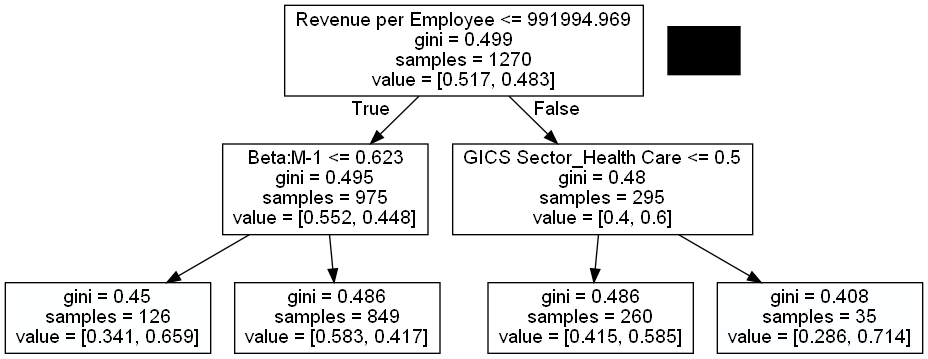 Revenue per Employee <= 991994.969
gini = 0.499
samples = 1270
value = [0.517, 0.483]
True
False
Beta:M-1 <= 0.623
gini = 0.495
samples = 975
value = [0.552, 0.448]
GICS Sector_Health Care <= 0.5
gini = 0.48
samples = 295
value = [0.4, 0.6]
gini = 0.45
samples = 126
value = [0.341, 0.659]
gini = 0.486
samples = 849
value = [0.583, 0.417]
gini = 0.486
samples = 260
value = [0.415, 0.585]
gini = 0.408
samples = 35
value = [0.286, 0.714]